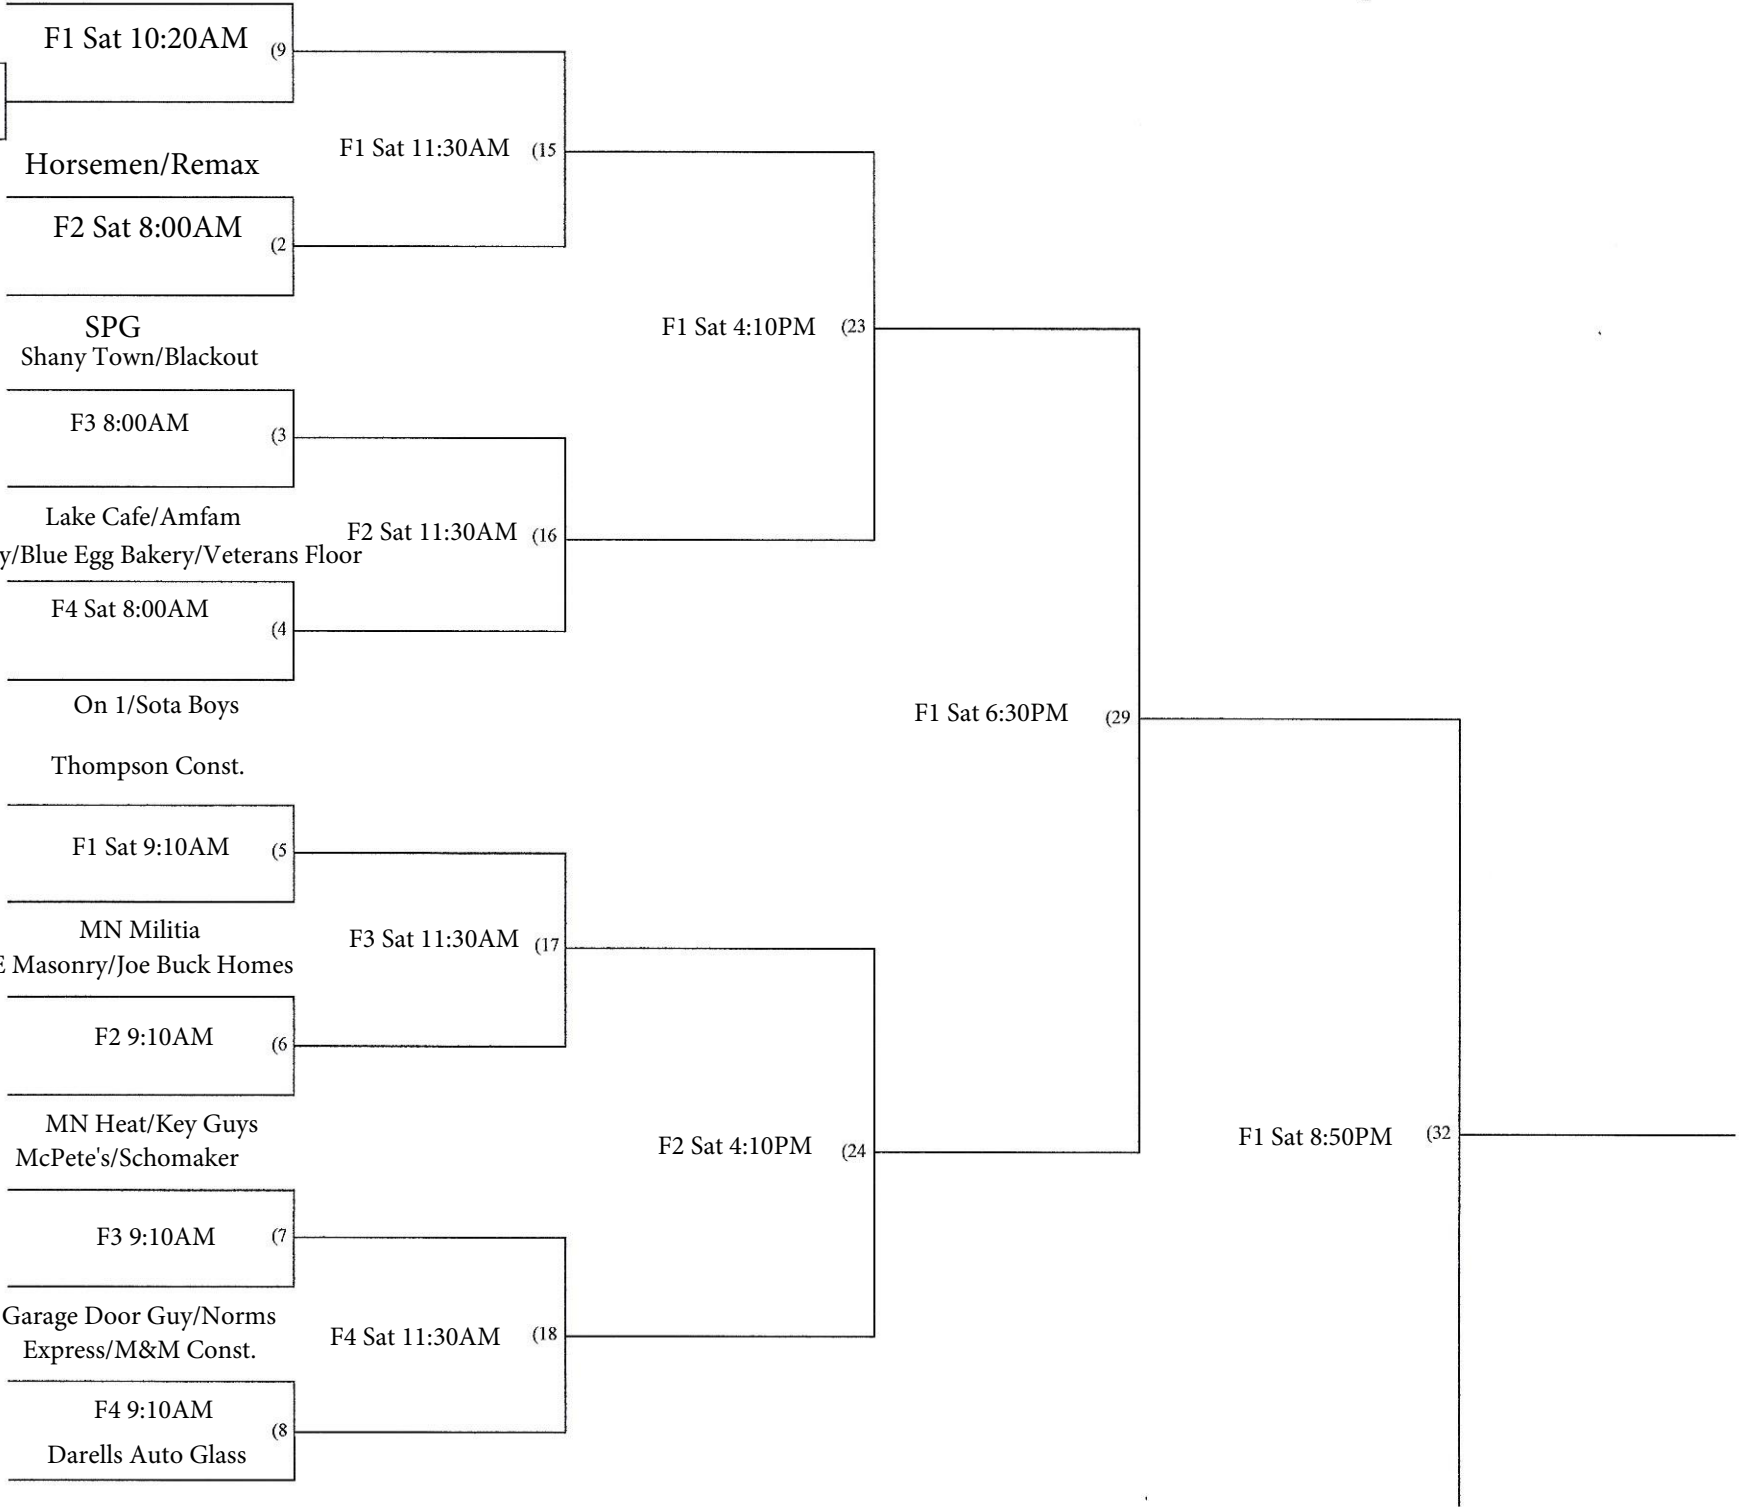 F1 Sat 10:20AM (9
Horsemen/Remax
F1 Sat 11:30AM (15
F2 Sat 8:00AM (2
SPG
F1 Sat 4:10PM (23
Shany Town/Blackout
F3 8:00AM (3
Lake Cafe/Amfam
F2 Sat 11:30AM (16
y/Blue Egg Bakery/Veterans Floor
F4 Sat 8:00AM (4
On 1/Sota Boys
F1 Sat 6:30PM (29
Thompson Const.
F1 Sat 9:10AM (5
MN Militia
F3 Sat 11:30AM (17
E Masonry/Joe Buck Homes
F2 9:10AM (6
MN Heat/Key Guys
F2 Sat 4:10PM (24
F1 Sat 8:50PM (32
McPete's/Schomaker
F3 9:10AM (7
Garage Door Guy/Norms
F4 Sat 11:30AM (18
Express/M&M Const.
F4 9:10AM (8
Darells Auto Glass